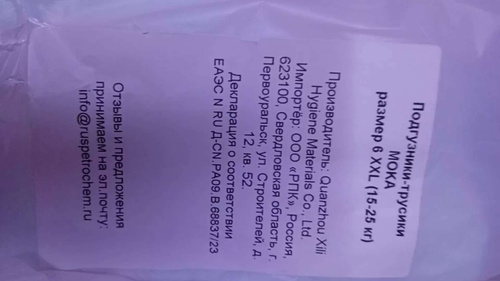 Подгузники-трусики
МОКА
размер 6 XXL (15-25 кг)
Производитель: Quanzhou Xili
Hygiene Materials Co., Ltd.
Импортёр: ООО «РПК», Россия,
623100, Свердловская область, г.
Первоуральск, ул. Строителей, д.
12, кв. 52.
Декларация о соответствии
ЕАЭС N RU Д-CN.РА09.В.66837/23
Отзывы и предложения
принимаем на эл.почту:
info@ruspetrochem.ru